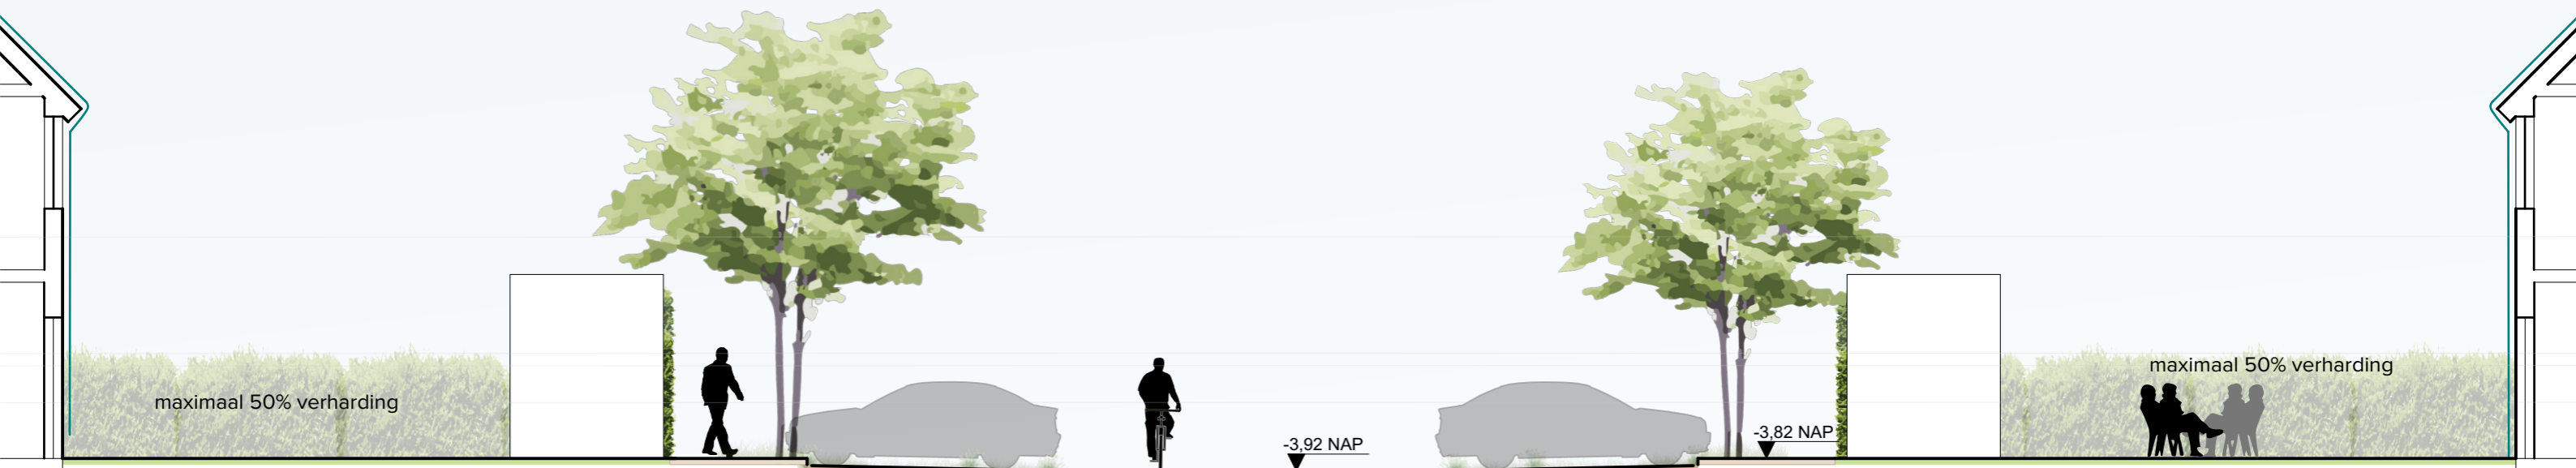 maximaal 50% verharding
-3,92 NAP
-3,82 NAP
maximaal 50% verharding